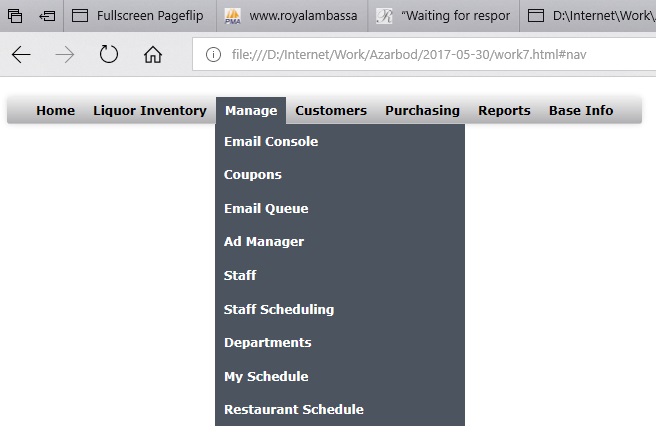 Fullscreen Pageflip
PMA
www.royalambassa
"Waiting for respor
D:\Internet\Work\
file:///D:/Internet/Work/Azarbod/2017-05-30/work7.html#nav
Home Liquor Inventory Manage Customers Purchasing Reports Base Info
Email Console
Coupons
Email Queue
Ad Manager
Staff
Staff Scheduling
Departments
My Schedule
Restaurant Schedule